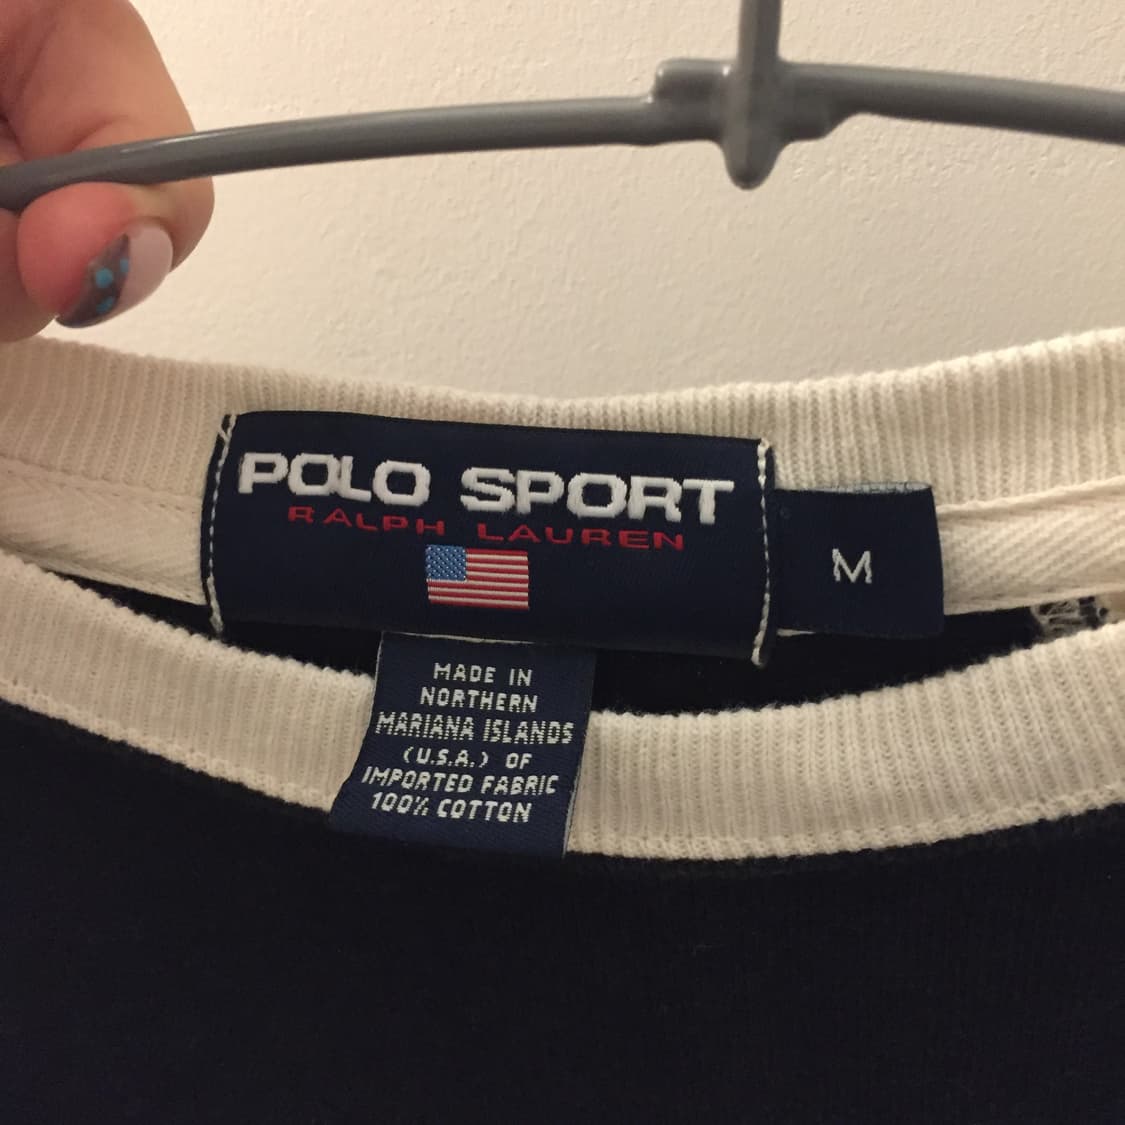 POLO SPORT
RALPH LAUREN
M
MADE IN
NORTHERN
MARIANA ISLANDS
(U.S.A.) OF
IMPORTED FABRIC
100% COTTON